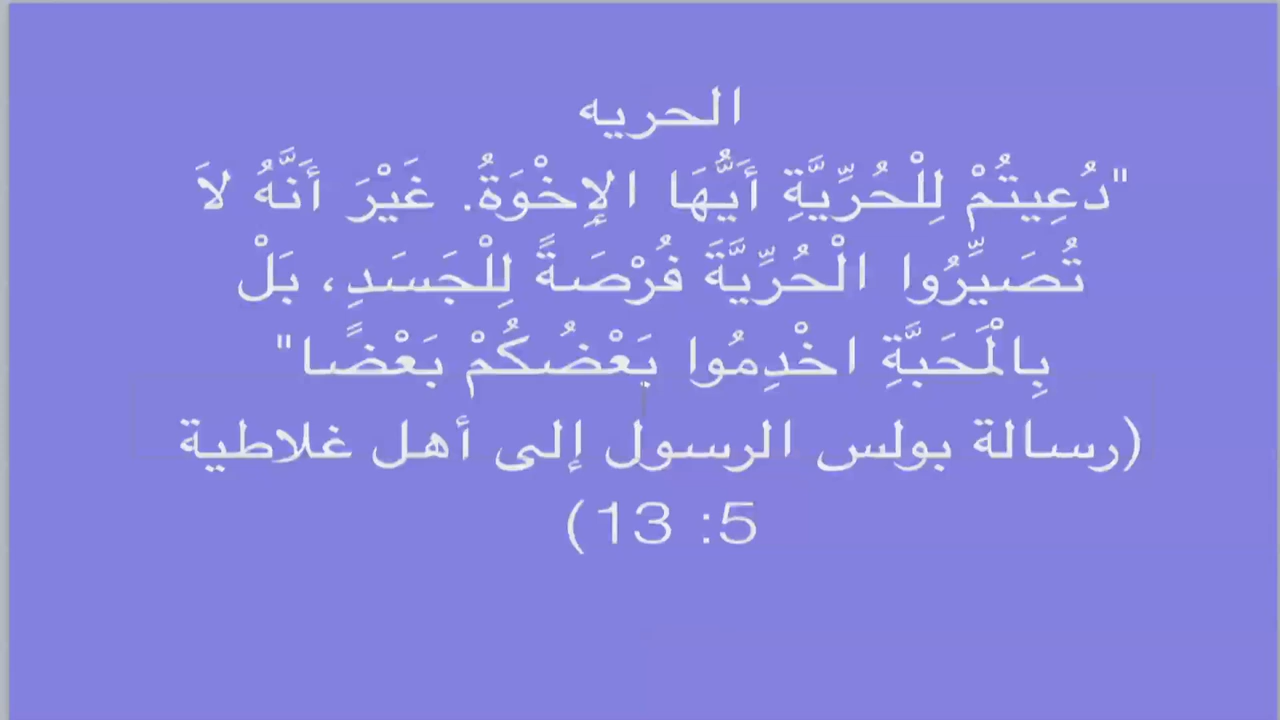 الحريه
"دُعِيتُمْ لِلْحُرِّيَّةِ أَيُّهَا الإِخْوَةُ. غَيْرَ أَنَّهُ لاَ
تُصَيِّرُوا الْحُرِّيَّةَ فُرْصَةً لِلْجَسَدِ، بَلْ
بِالْمَحَبَّةِ اخْدِمُوا بَعْضُكُمْ بَعْضًا"
(رسالة بولس الرسول إلى أهل غلاطية
5: 13)